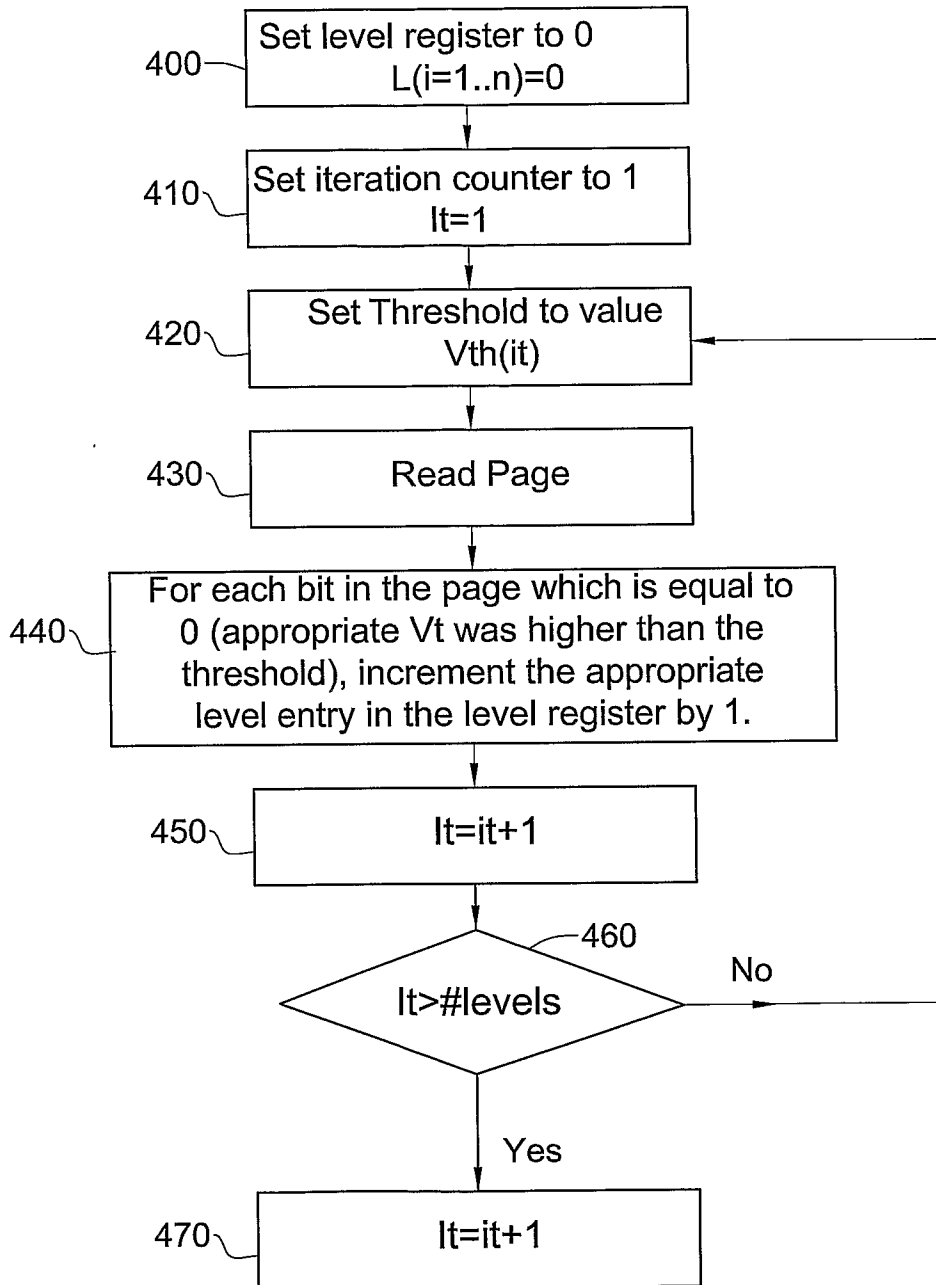 Set level register to 0
400
L(i=1..n)=0
Set iteration counter to 1
410
It=1
Set Threshold to value
420
Vth(it)
430
Read Page
For each bit in the page which is equal to
440
0 (appropriate Vt was higher than the
threshold), increment the appropriate
level entry in the level register by 1.
450
It=it+1
460
It>#levels
No
Yes
470
It=it+1